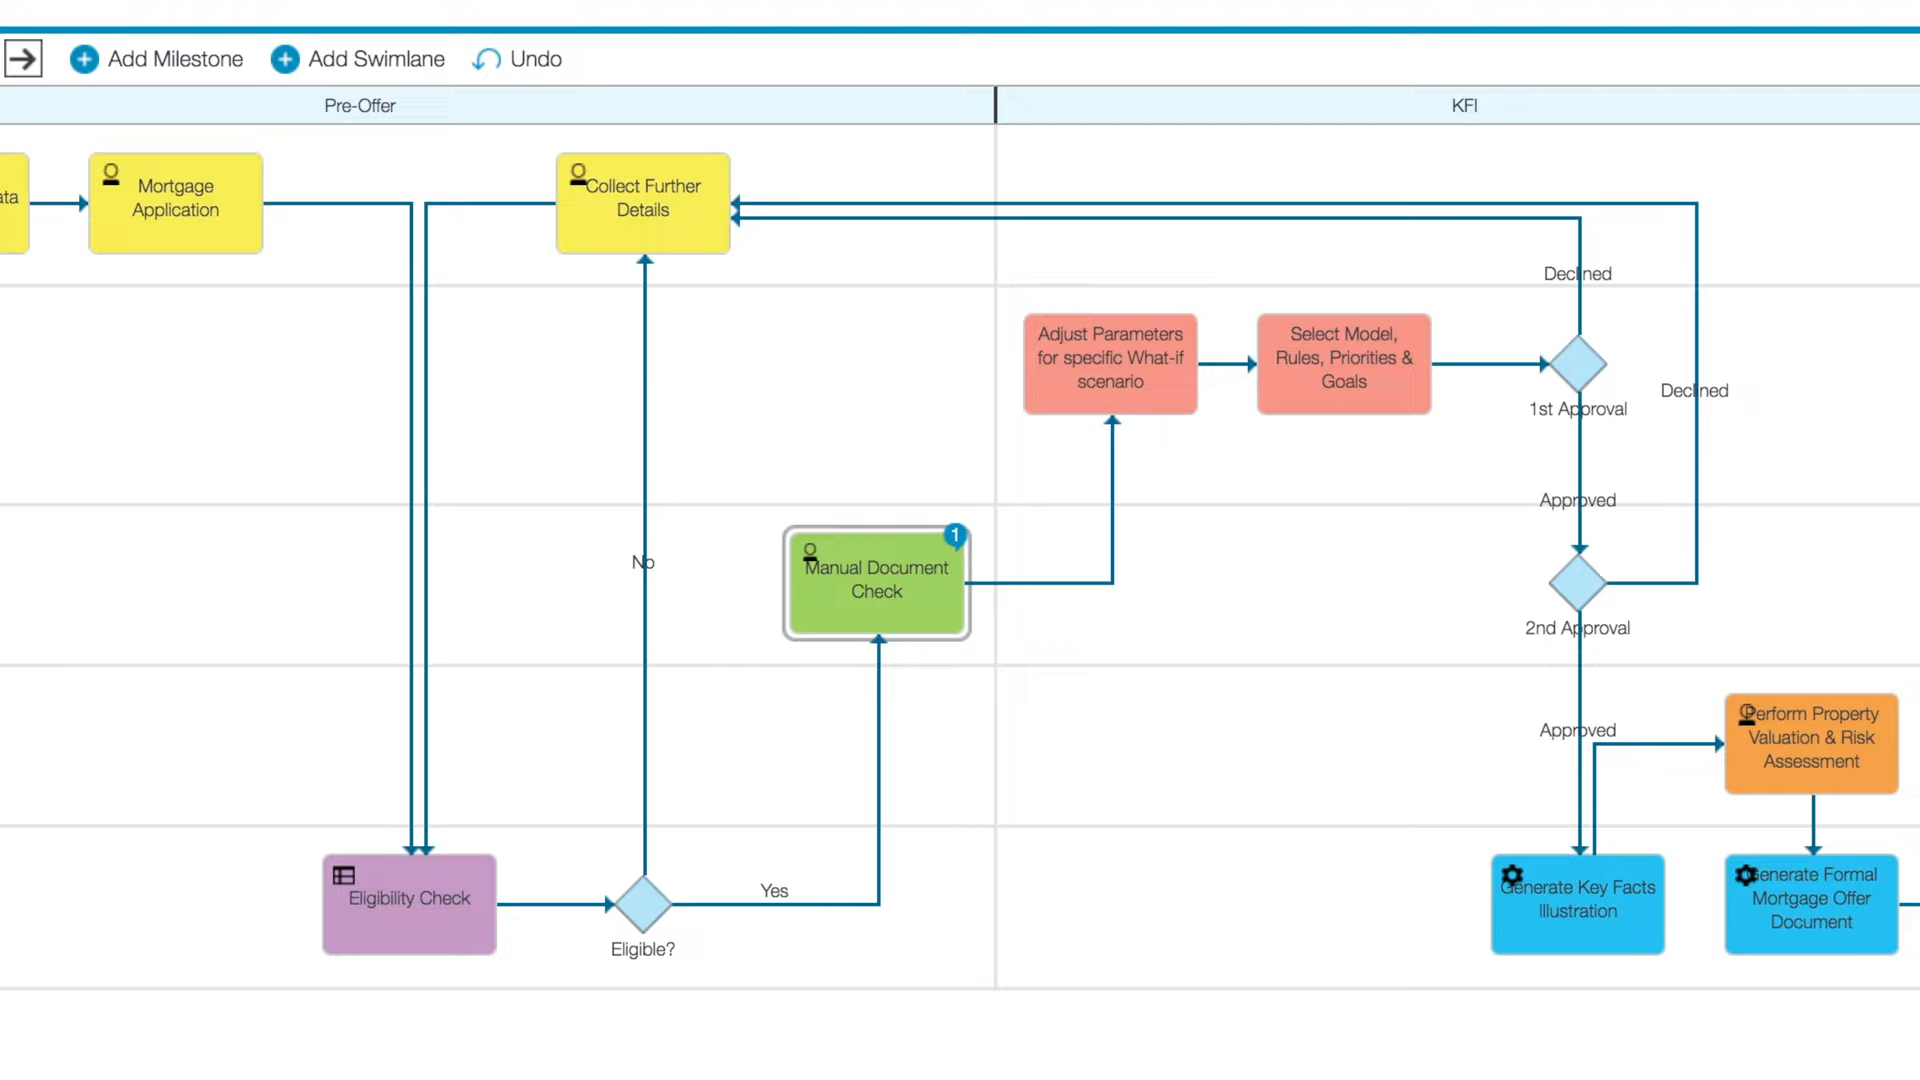 Add Milestone
Add Swimlane
Undo
Pre-Offer
KFI
ata
Mortgage
Application
Collect Further
Details
Declined
Adjust Parameters
for specific What-if
scenario
Select Model,
Rules, Priorities &
Goals
1st Approval
Declined
Approved
No
1
Manual Document
Check
2nd Approval
Approved
Perform Property
Valuation & Risk
Assessment
Eligibility Check
Yes
Eligible?
Generate Key Facts
Illustration
Generate Formal
Mortgage Offer
Document